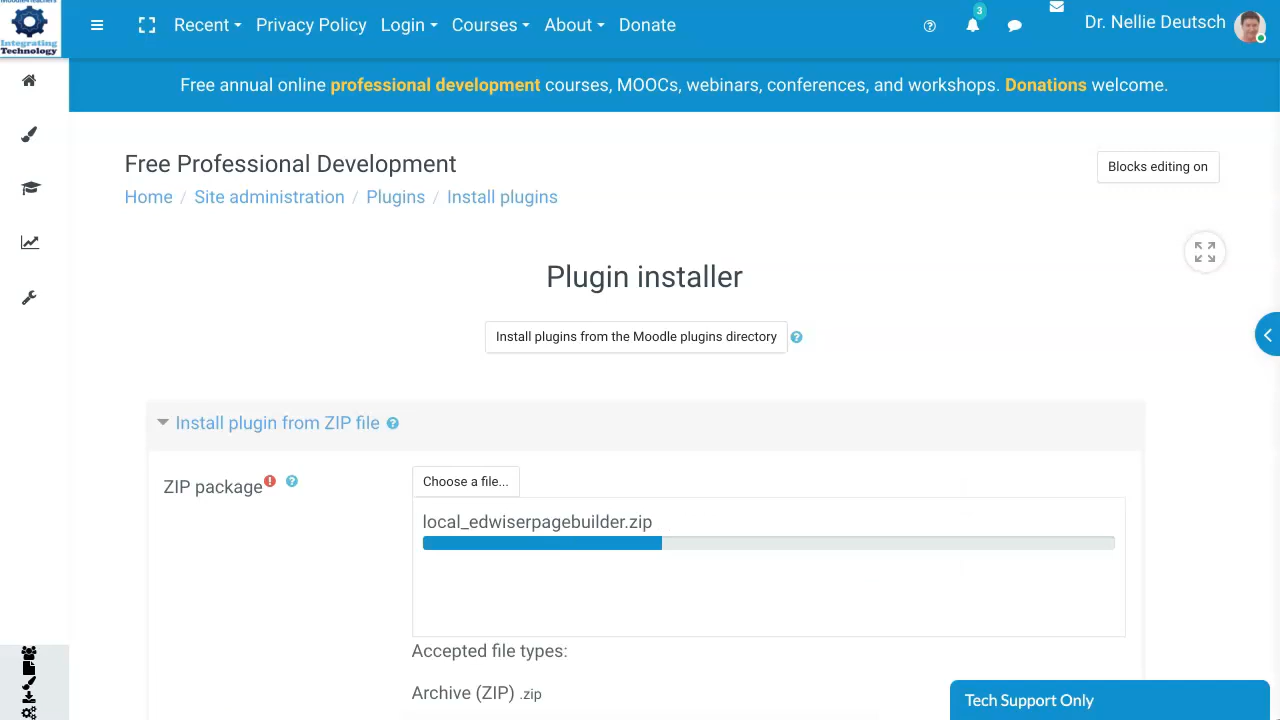 Integrating
Technology
Recent
Privacy Policy
Login
Courses
About
Donate
3
Dr. Nellie Deutsch
Free annual online professional development courses, MOOCs, webinars, conferences, and workshops. Donations welcome.
Free Professional Development
Blocks editing on
Home / Site administration / Plugins / Install plugins
Plugin installer
Install plugins from the Moodle plugins directory
Install plugin from ZIP file
ZIP package
Choose a file...
local_edwiserpagebuilder.zip
Accepted file types:
Archive (ZIP) .zip
Tech Support Only